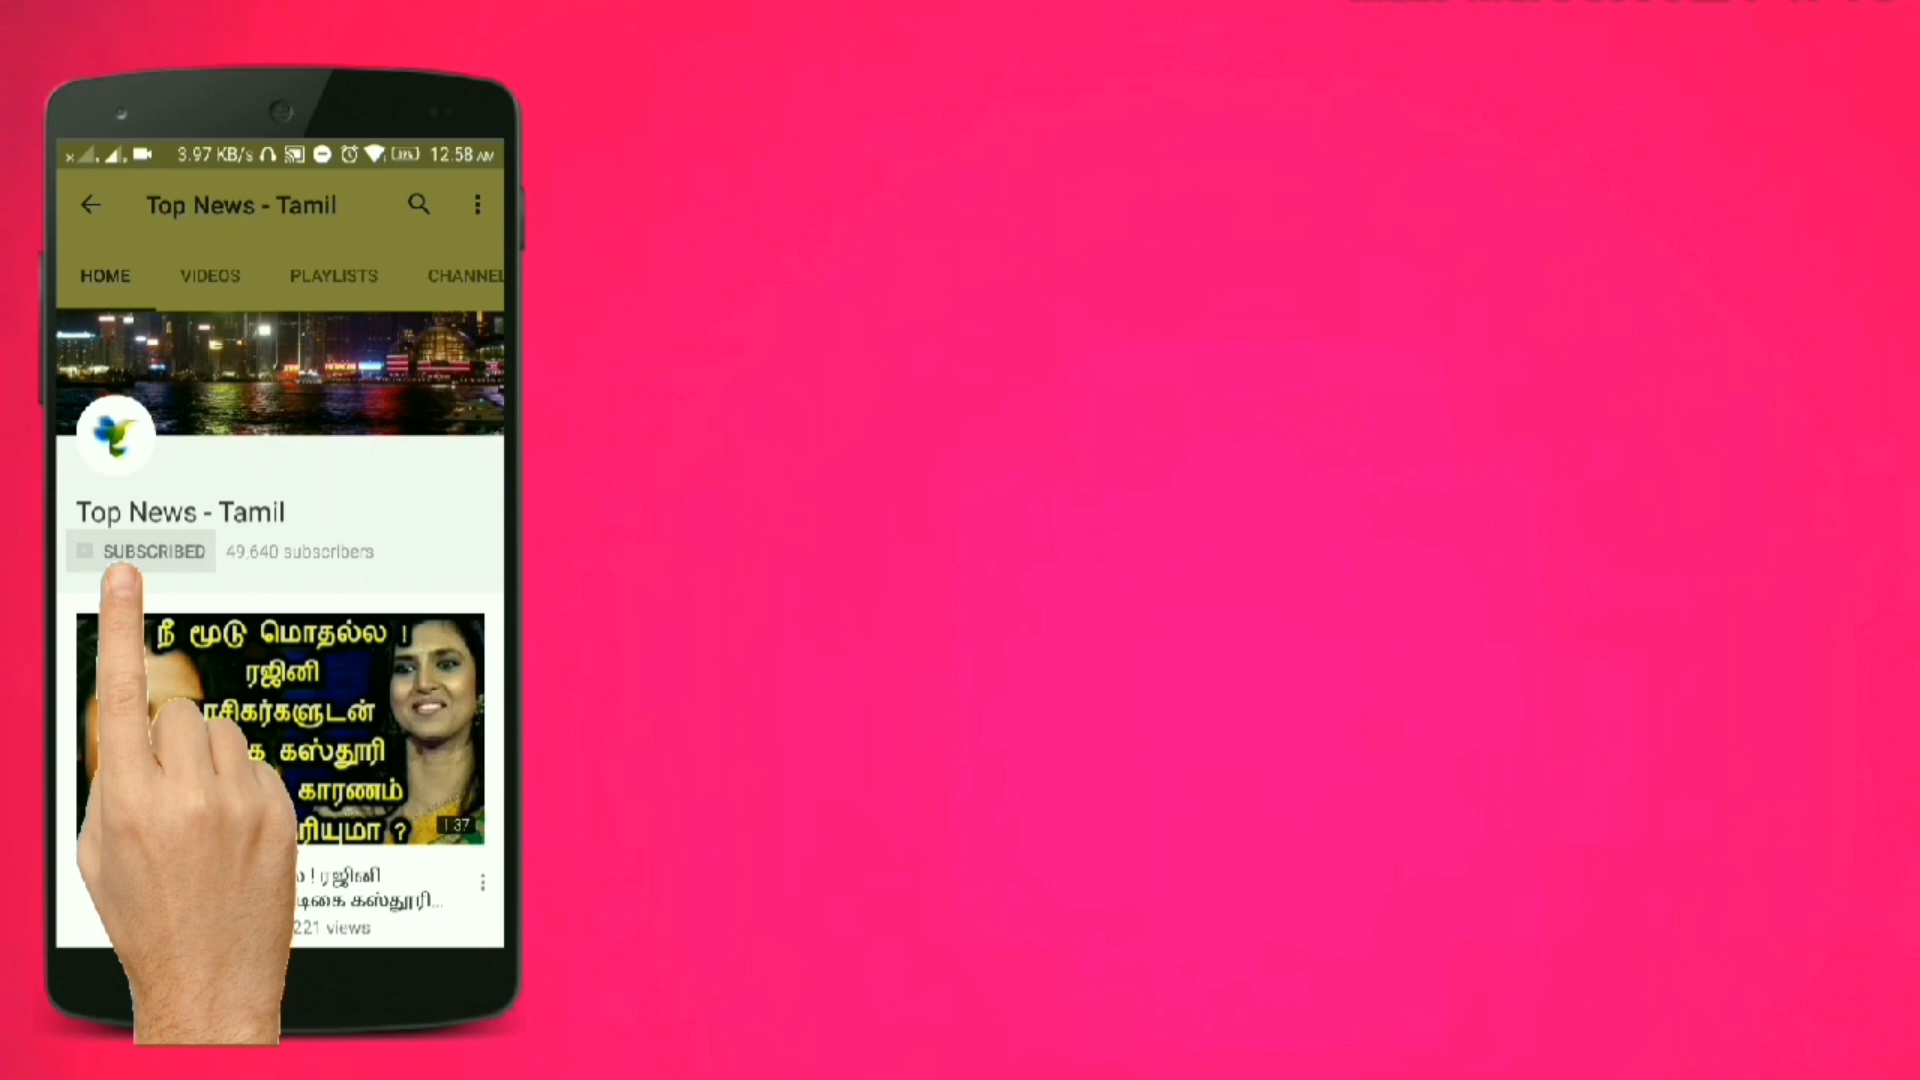 3.97 KB/s 12:58 AM
Top News - Tamil
HOME VIDEOS PLAYLISTS CHANNEL
Top News - Tamil
SUBSCRIBED 49,640 subscribers
நீ மூடு மொதல்ல !
ரஜினி
ரசிகர்களுடன்
கஸ்தூரி
காரணம்
ரியுமா ?
1:37
! ரஜினி
டிகை கஸ்தூரி...
221 views